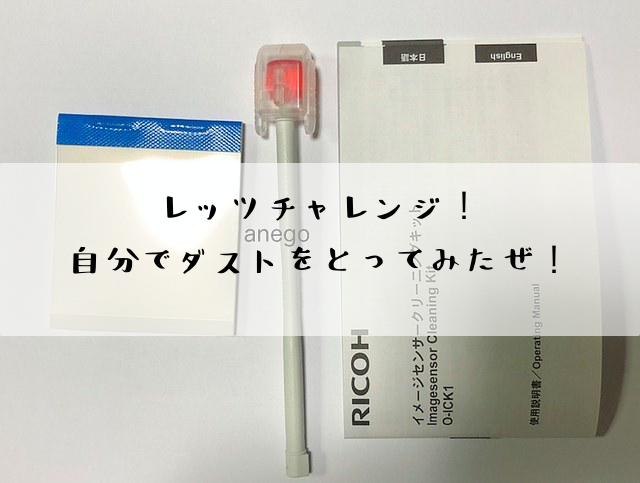 日本語
English
レッツチャレンジ！
anego
自分でダストをとってみたぜ！
RICOH
イメージセンサークリーニングキット
Imagesensor Cleaning Kit
O-ICK1
使用説明書／Operating Manual